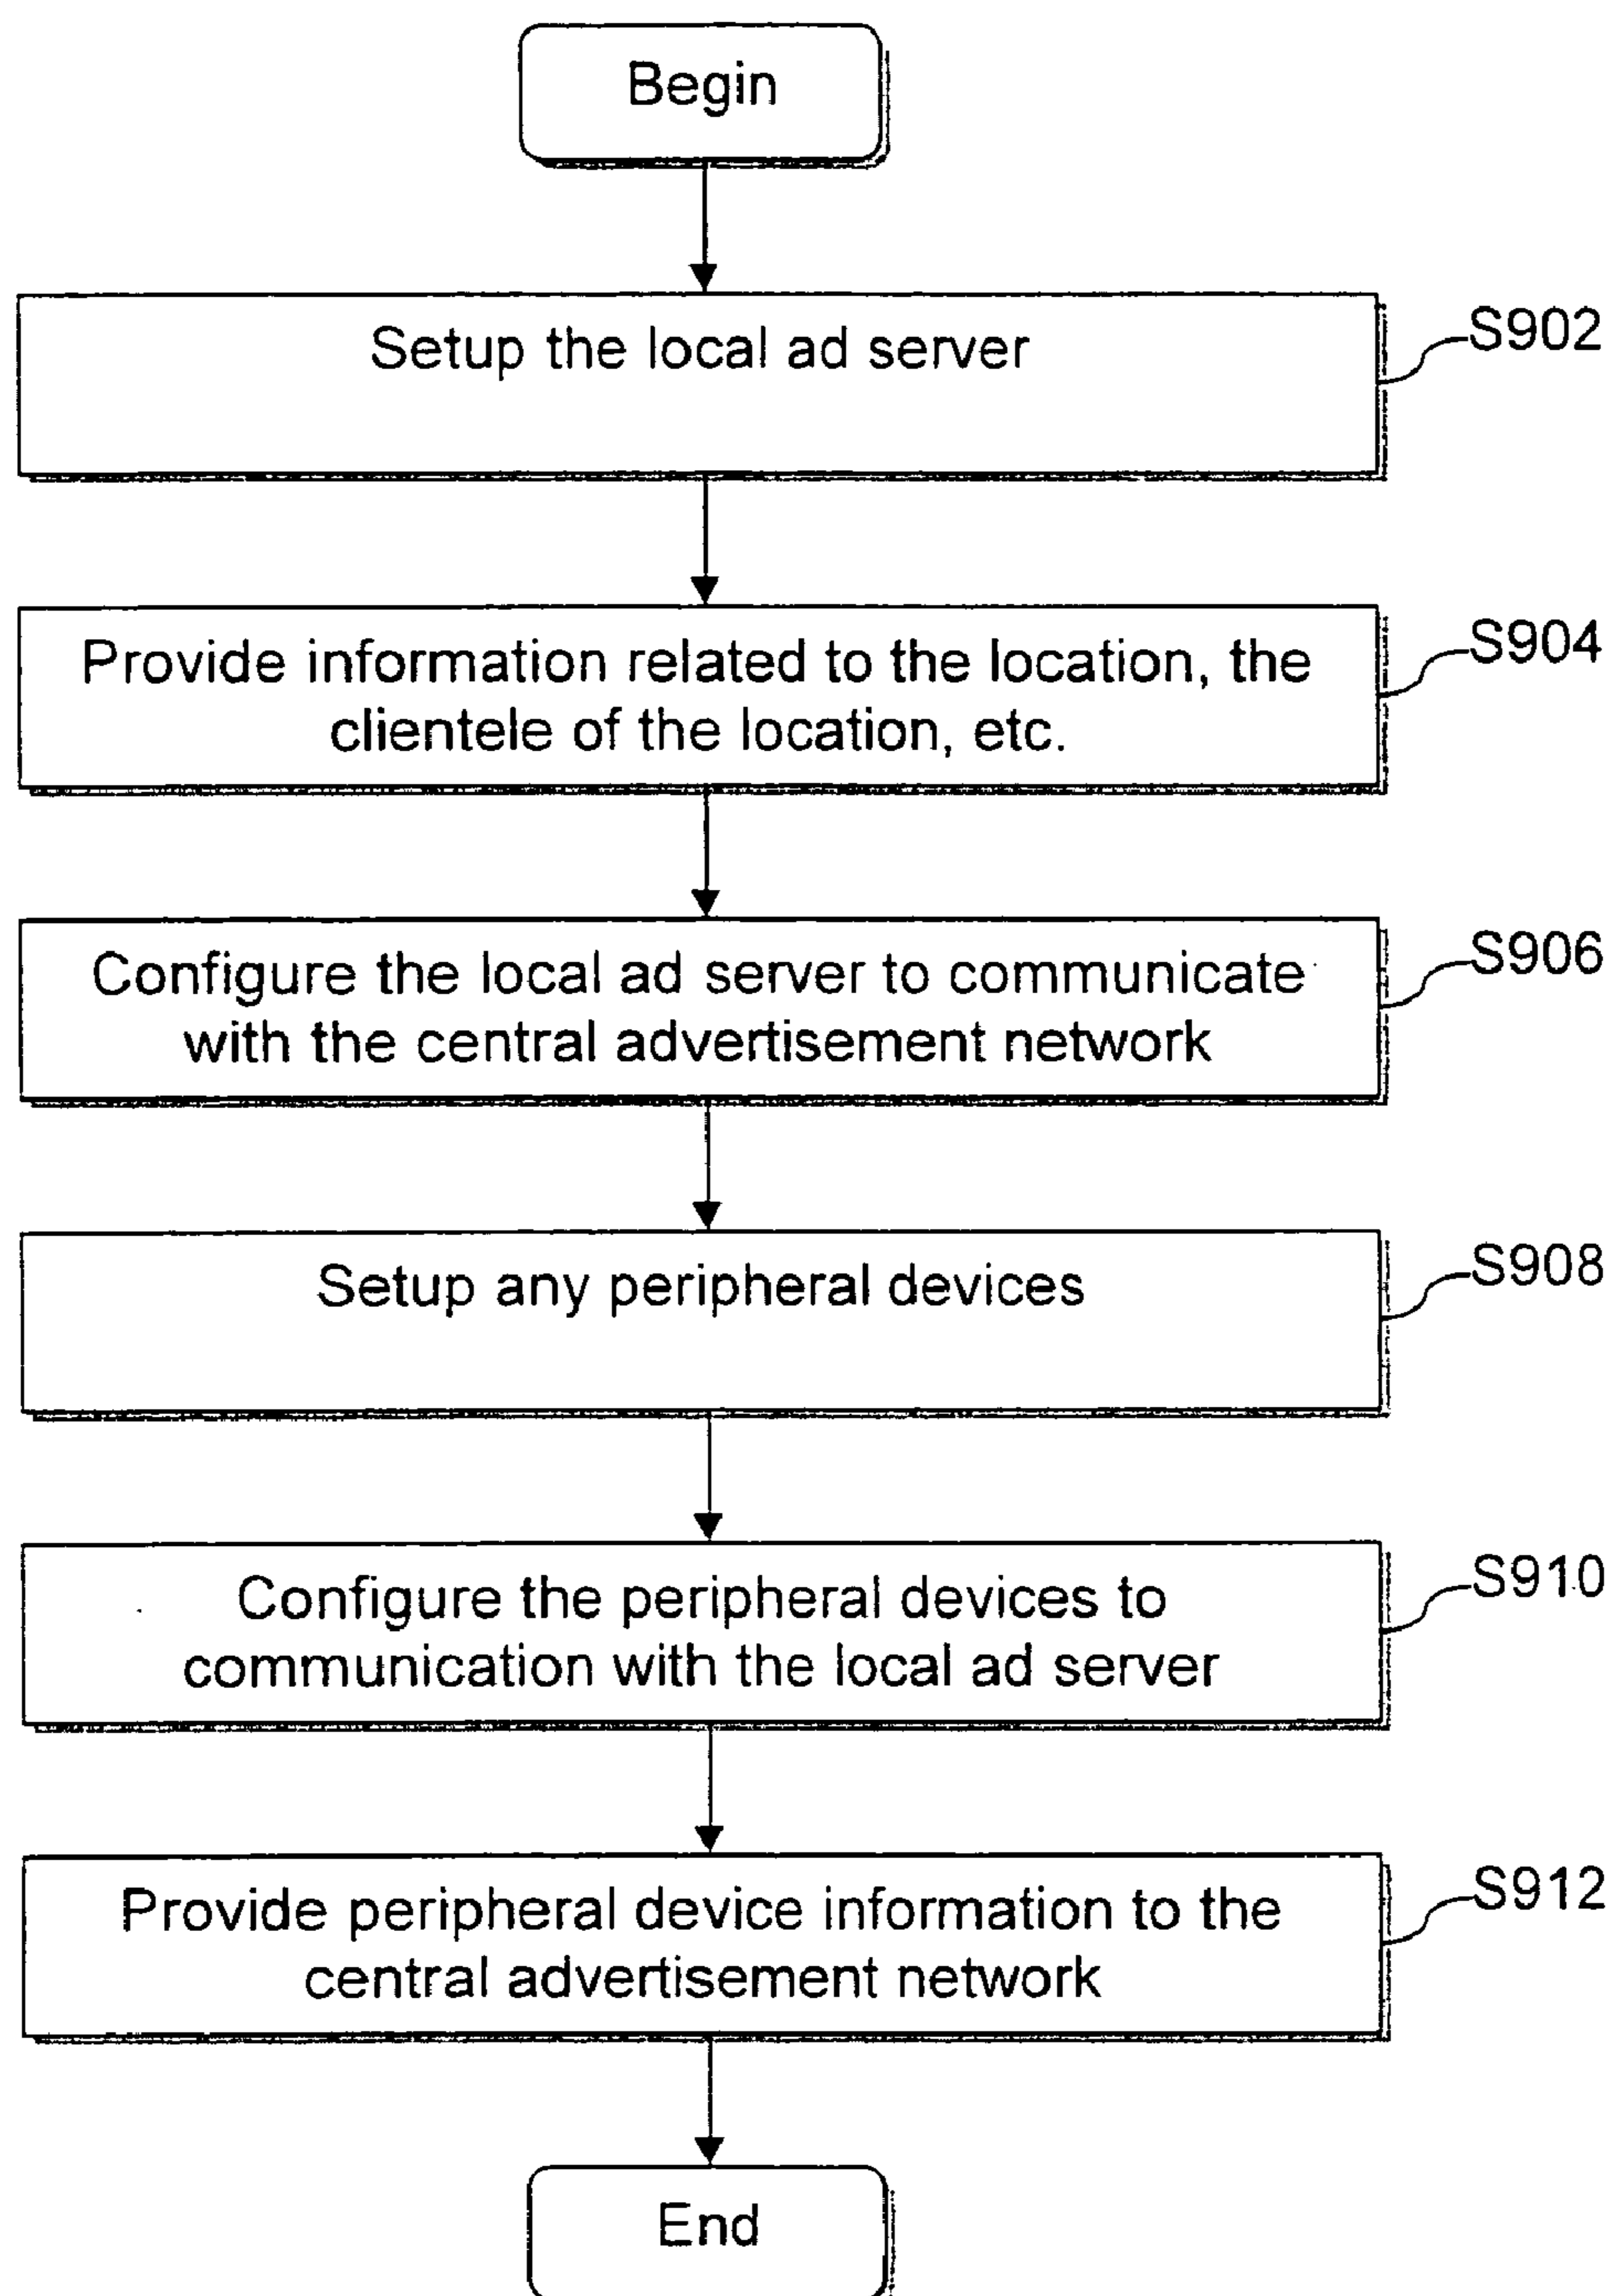 Begin
Setup the local ad server
S902
Provide information related to the location, the
clientele of the location, etc.
S904
Configure the local ad server to communicate
with the central advertisement network
S906
Setup any peripheral devices
S908
Configure the peripheral devices to
communication with the local ad server
S910
Provide peripheral device information to the
central advertisement network
S912
End